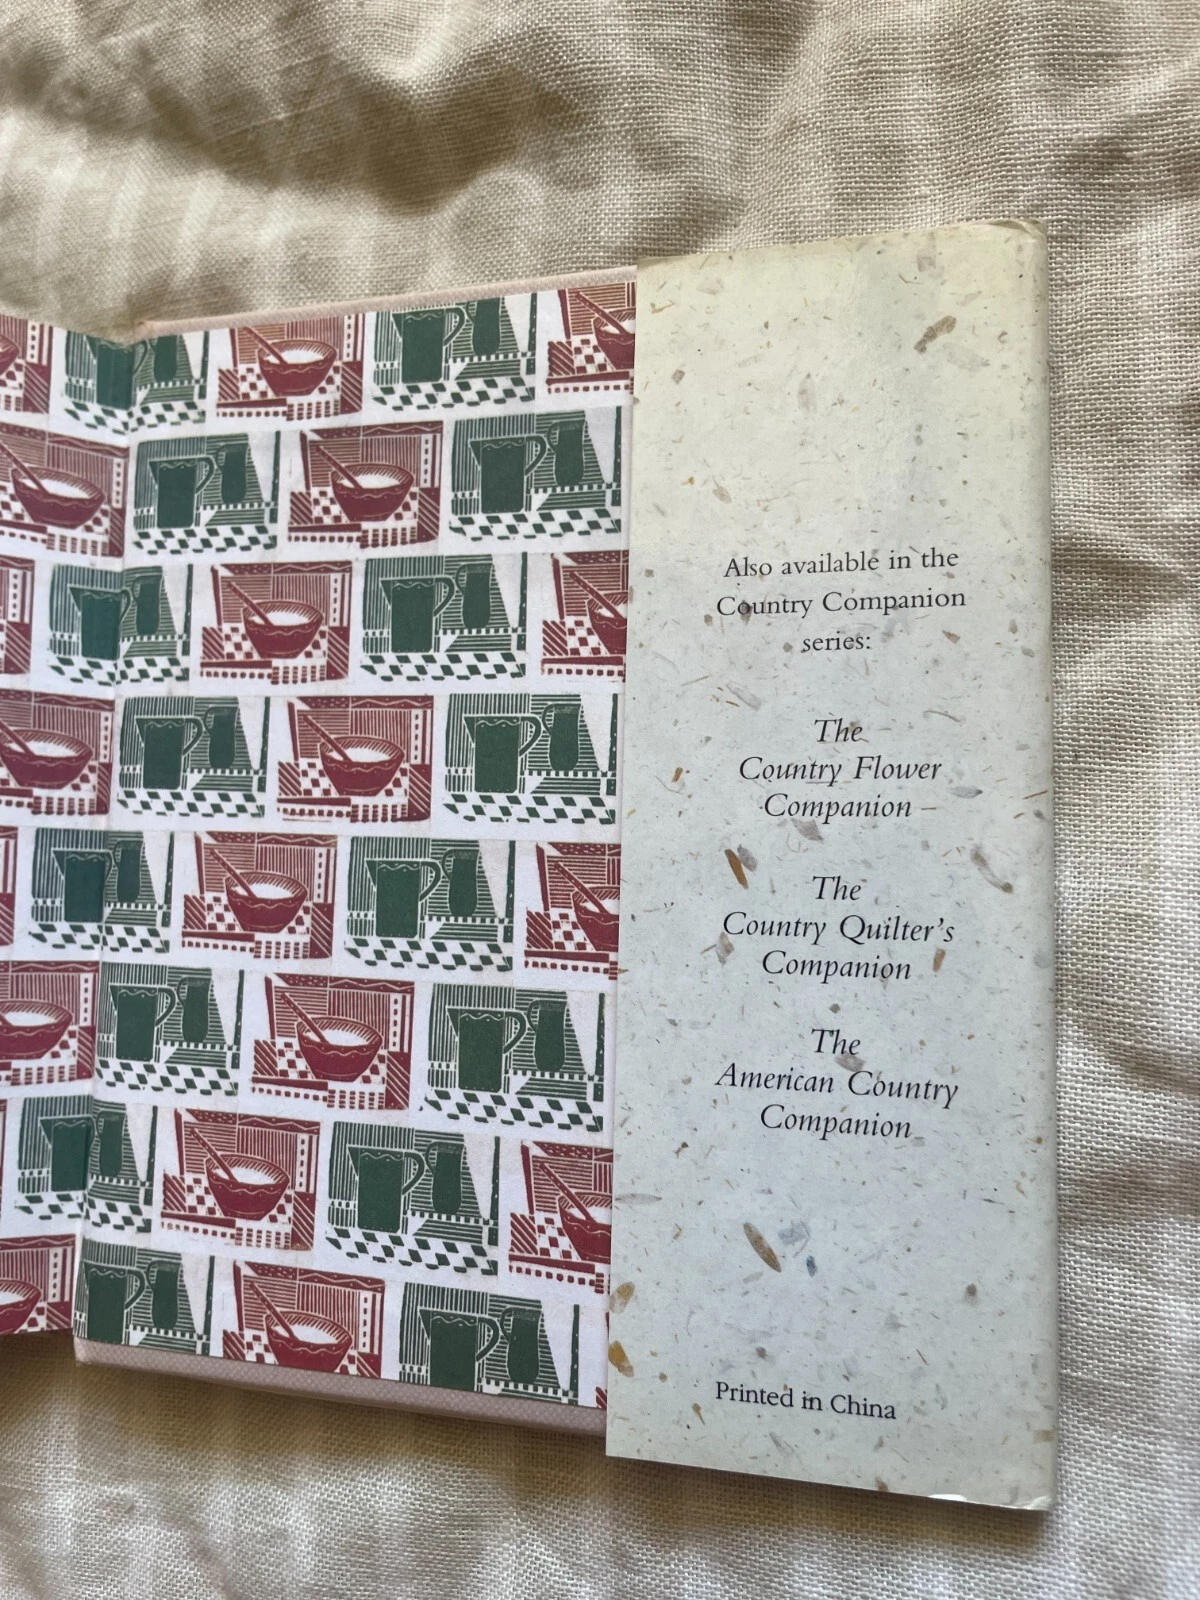 Also available in the
Country Companion
series:
The
Country Flower
Companion
The
Country Quilter's
Companion
The
American Country
Companion
Printed in China